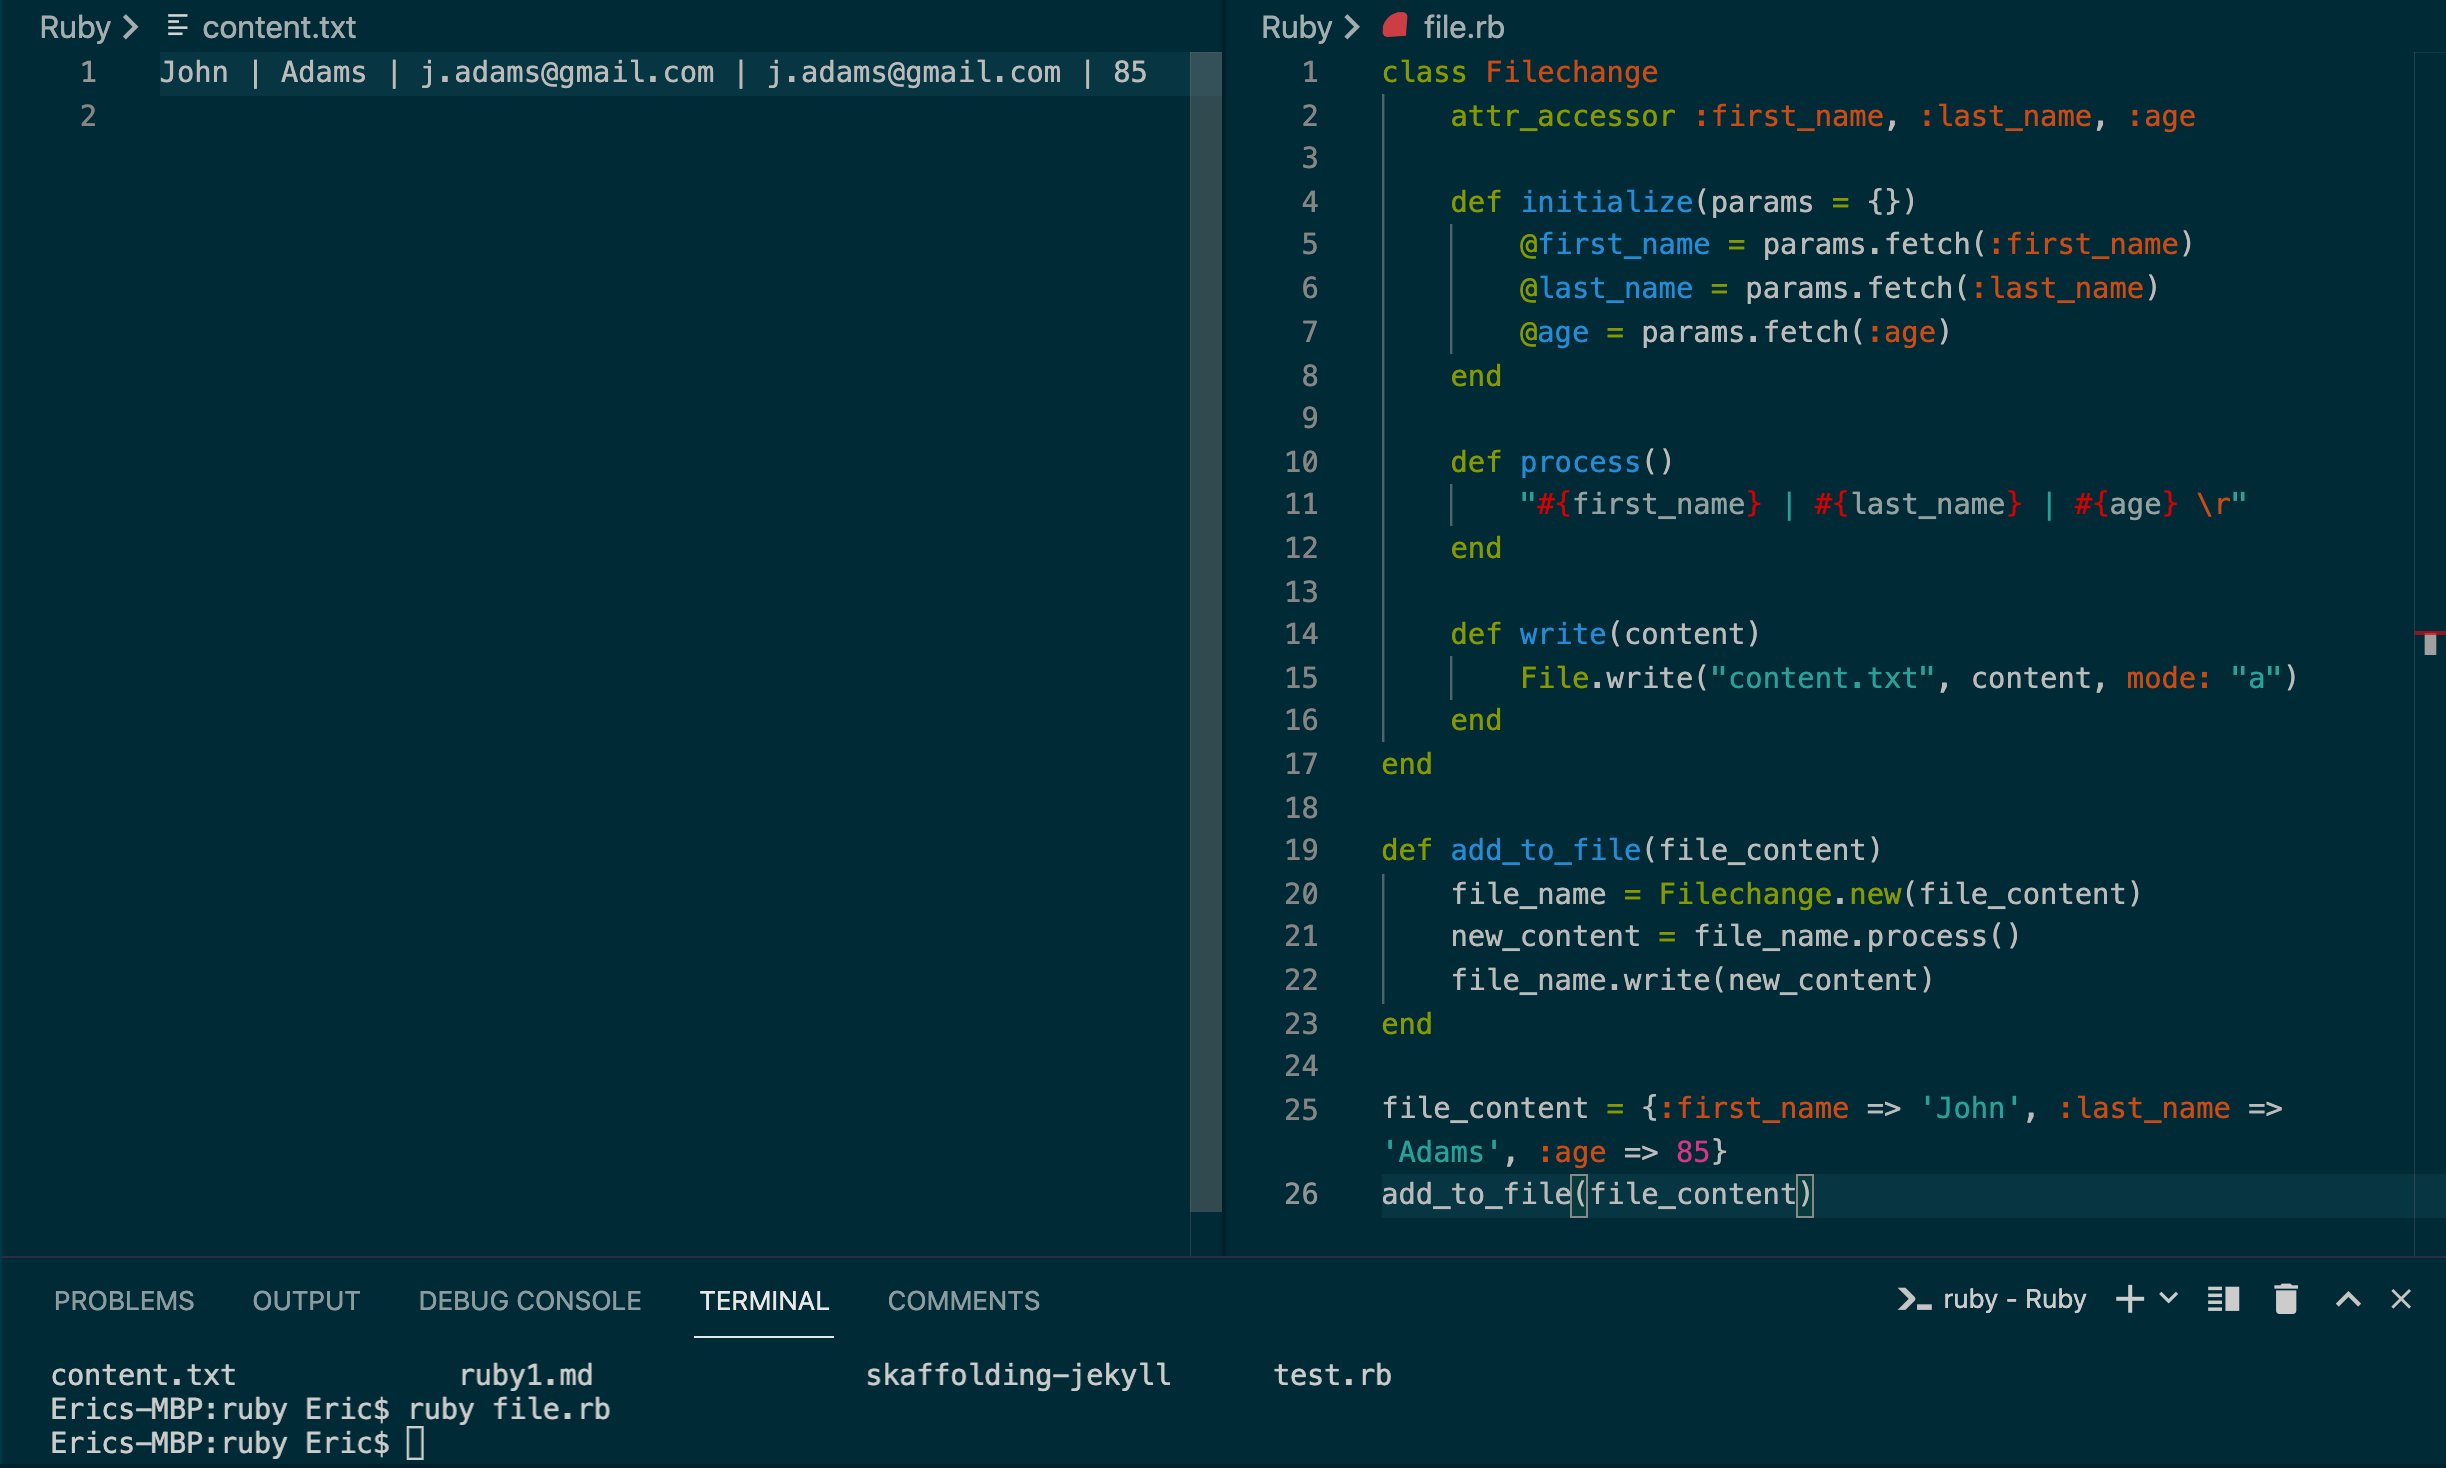 Ruby > content.txt
1 John | Adams | j.adams@gmail.com | j.adams@gmail.com | 85
2
Ruby > file.rb
1 class Filechange
2     attr_accessor :first_name, :last_name, :age
3
4     def initialize(params = {})
5         @first_name = params.fetch(:first_name)
6         @last_name = params.fetch(:last_name)
7         @age = params.fetch(:age)
8     end
9
10     def process()
11         "#{first_name} | #{last_name} | #{age} \r"
12     end
13
14     def write(content)
15         File.write("content.txt", content, mode: "a")
16     end
17 end
18
19 def add_to_file(file_content)
20     file_name = Filechange.new(file_content)
21     new_content = file_name.process()
22     file_name.write(new_content)
23 end
24
25 file_content = {:first_name => 'John', :last_name =>
'Adams', :age => 85}
26 add_to_file(file_content)
PROBLEMS OUTPUT DEBUG CONSOLE TERMINAL COMMENTS ruby - Ruby
content.txt ruby1.md skaffolding-jekyll test.rb
Erics-MBP:ruby Eric$ ruby file.rb
Erics-MBP:ruby Eric$